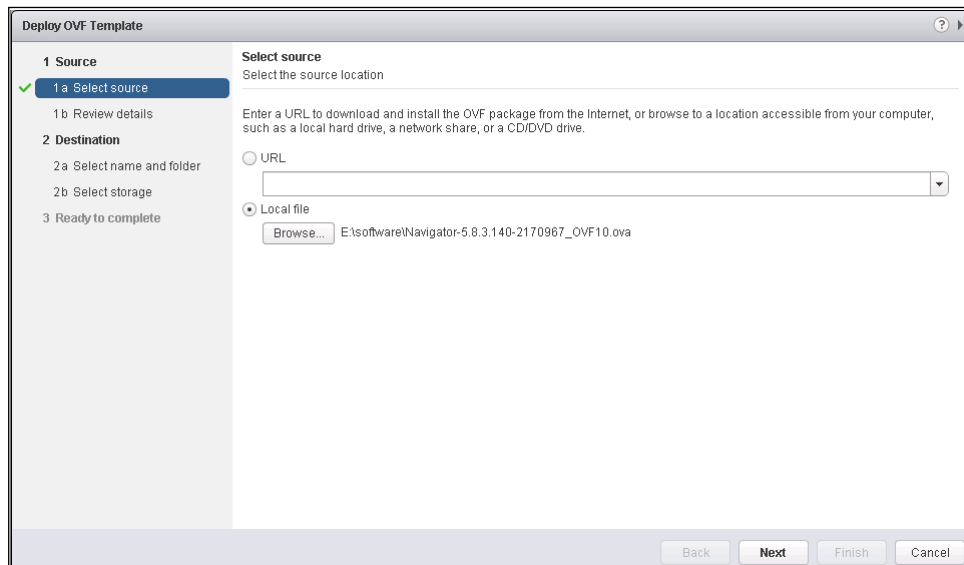 Deploy OVF Template
?
1 Source
1a Select source
1b Review details
2 Destination
2a Select name and folder
2b Select storage
3 Ready to complete
Select source
Select the source location
Enter a URL to download and install the OVF package from the Internet, or browse to a location accessible from your computer,
such as a local hard drive, a network share, or a CD/DVD drive.
URL
Local file
Browse... E:\software\Navigator-5.8.3.140-2170967_OVF10.ova
Back Next Finish Cancel